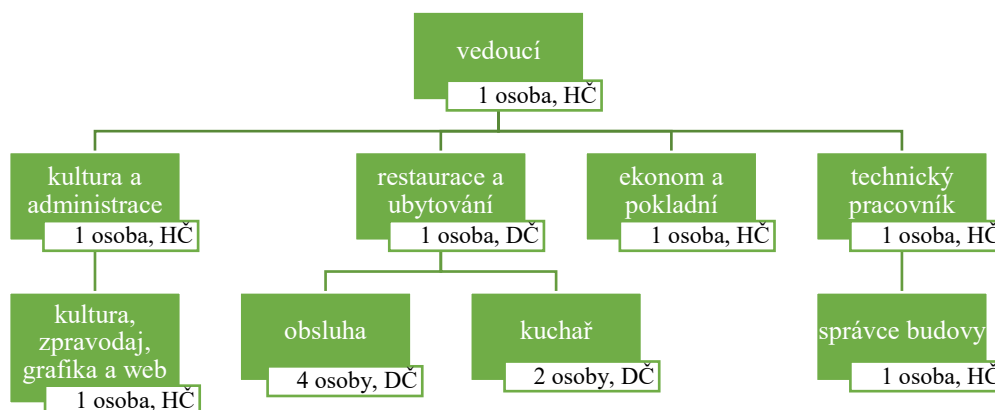 vedoucí
1 osoba, HČ
kultura a
administrace
1 osoba, HČ
restaurace a
ubytování
1 osoba, DČ
ekonom a
pokladní
1 osoba, HČ
technický
pracovník
1 osoba, HČ
kultura,
zpravodaj,
grafika a web
1 osoba, HČ
obsluha
4 osoby, DČ
kuchař
2 osoby, DČ
správce budovy
1 osoba, HČ